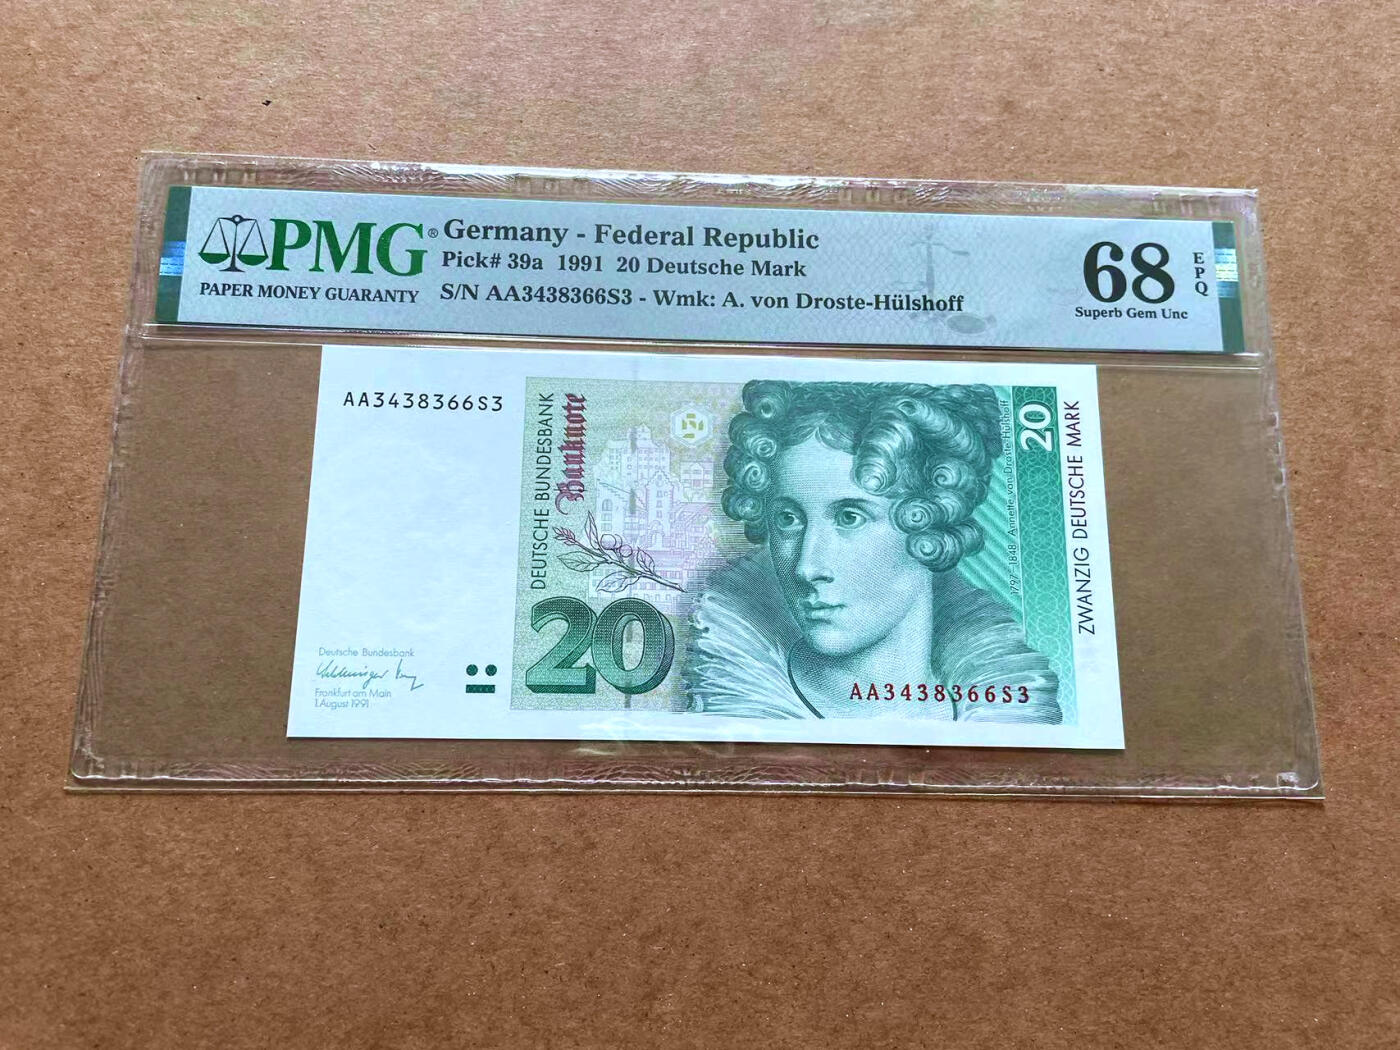 PMG®
PAPER MONEY GUARANTY
Germany - Federal Republic
Pick# 39a 1991 20 Deutsche Mark
S/N AA3438366S3 - Wmk: A. von Droste-Hülshoff
68
EPQ
Superb Gem Unc
AA3438366S3
DEUTSCHE BUNDESBANK
Banknote
20
Deutsche Bundesbank
Frankfurt am Main
1. August 1991
1797-1848 Annette von Droste-Hülshoff
20
ZWANZIG DEUTSCHE MARK
AA3438366S3